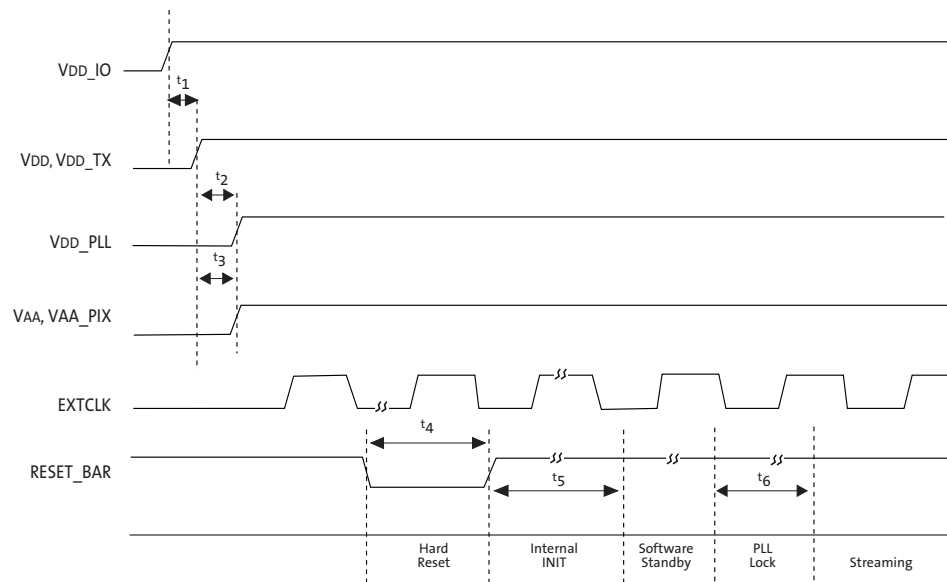 VDD_IO
t1
VDD, VDD_TX
t2
VDD_PLL
t3
VAA, VAA_PIX
EXTCLK
t4
RESET_BAR
t5
t6
Hard
Reset
Internal
INIT
Software
Standby
PLL
Lock
Streaming